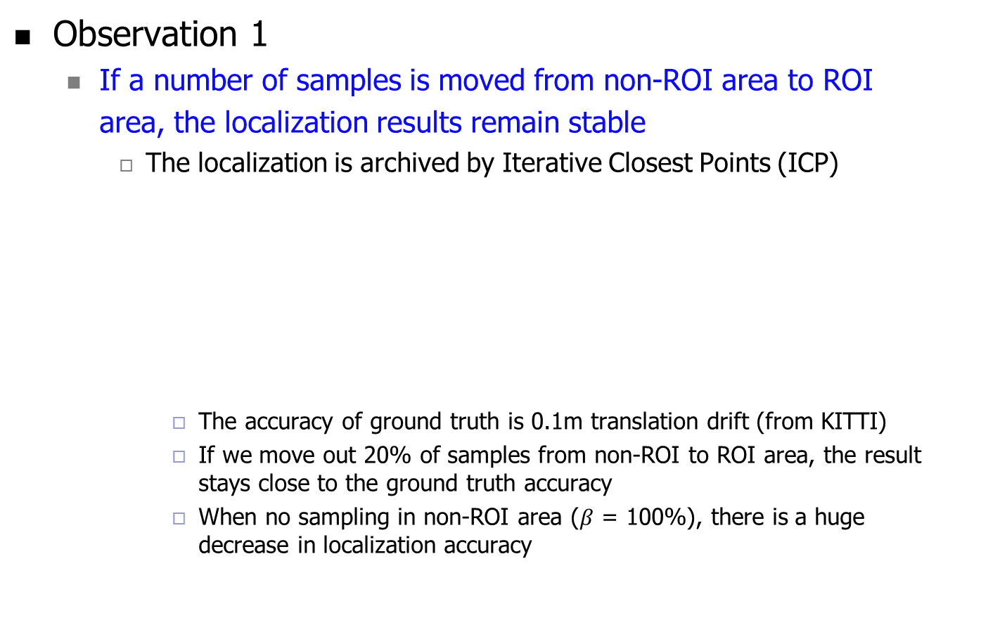 Observation 1
If a number of samples is moved from non-ROI area to ROI
area, the localization results remain stable
The localization is archived by Iterative Closest Points (ICP)
The accuracy of ground truth is 0.1m translation drift (from KITTI)
If we move out 20% of samples from non-ROI to ROI area, the result
stays close to the ground truth accuracy
When no sampling in non-ROI area (β = 100%), there is a huge
decrease in localization accuracy